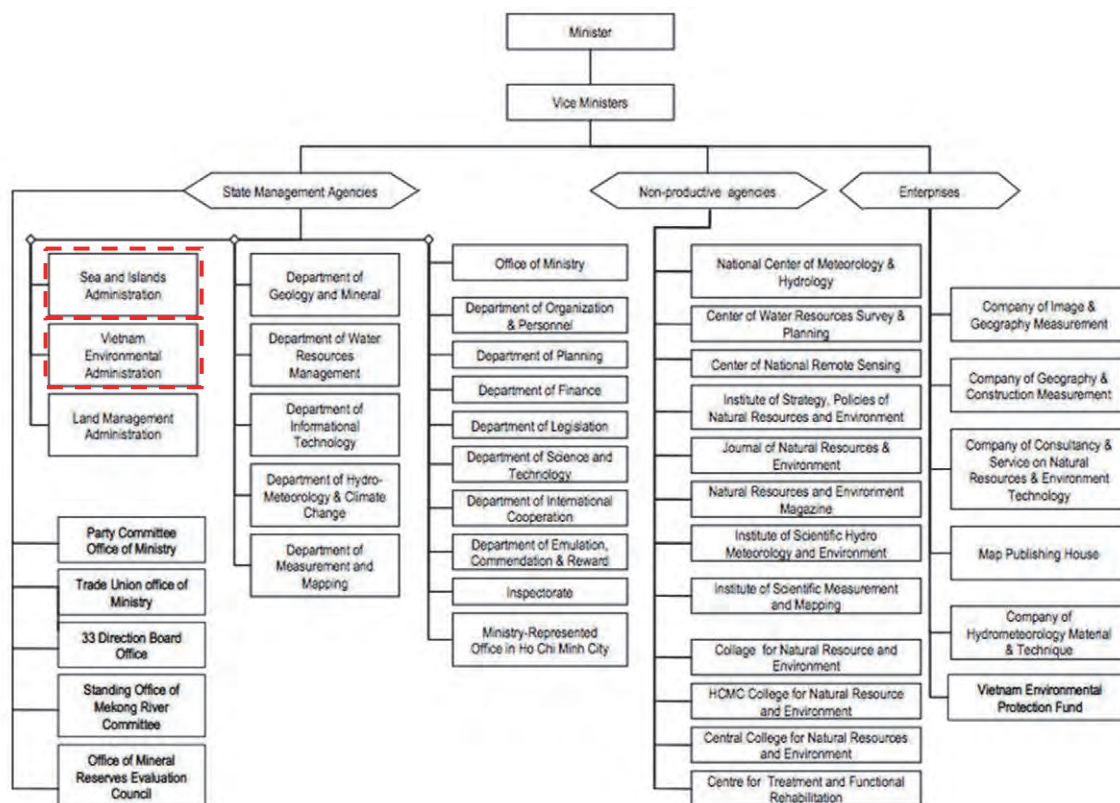 Minister
Vice Ministers
State Management Agencies
Non-productive agencies
Enterprises
Sea and Islands
Administration
Vietnam
Environmental
Administration
Land Management
Administration
Party Committee
Office of Ministry
Trade Union office of
Ministry
33 Direction Board
Office
Standing Office of
Mekong River
Committee
Office of Mineral
Reserves Evaluation
Council
Department of
Geology and Mineral
Department of Water
Resources
Management
Department of
Informational
Technology
Department of Hydro-
Meteorology & Climate
Change
Department of
Measurement and
Mapping
Office of Ministry
Department of Organization
& Personnel
Department of Planning
Department of Finance
Department of Legislation
Department of Science and
Technology
Department of International
Cooperation
Department of Emulation,
Commendation & Reward
Inspectorate
Ministry-Represented
Office in Ho Chi Minh City
National Center of Meteorology &
Hydrology
Center of Water Resources Survey &
Planning
Center of National Remote Sensing
Institute of Strategy, Policies of
Natural Resources and Environment
Journal of Natural Resources &
Environment
Natural Resources and Environment
Magazine
Institute of Scientific Hydro
Meteorology and Environment
Institute of Scientific Measurement
and Mapping
Collage for Natural Resource and
Environment
HCMC College for Natural Resource
and Environment
Central College for Natural Resources
and Environment
Centre for Treatment and Functional
Rehabilitation
Company of Image &
Geography Measurement
Company of Geography &
Construction Measurement
Company of Consultancy &
Service on Natural
Resources & Environment
Technology
Map Publishing House
Company of
Hydrometeorology Material
& Technique
Vietnam Environmental
Protection Fund